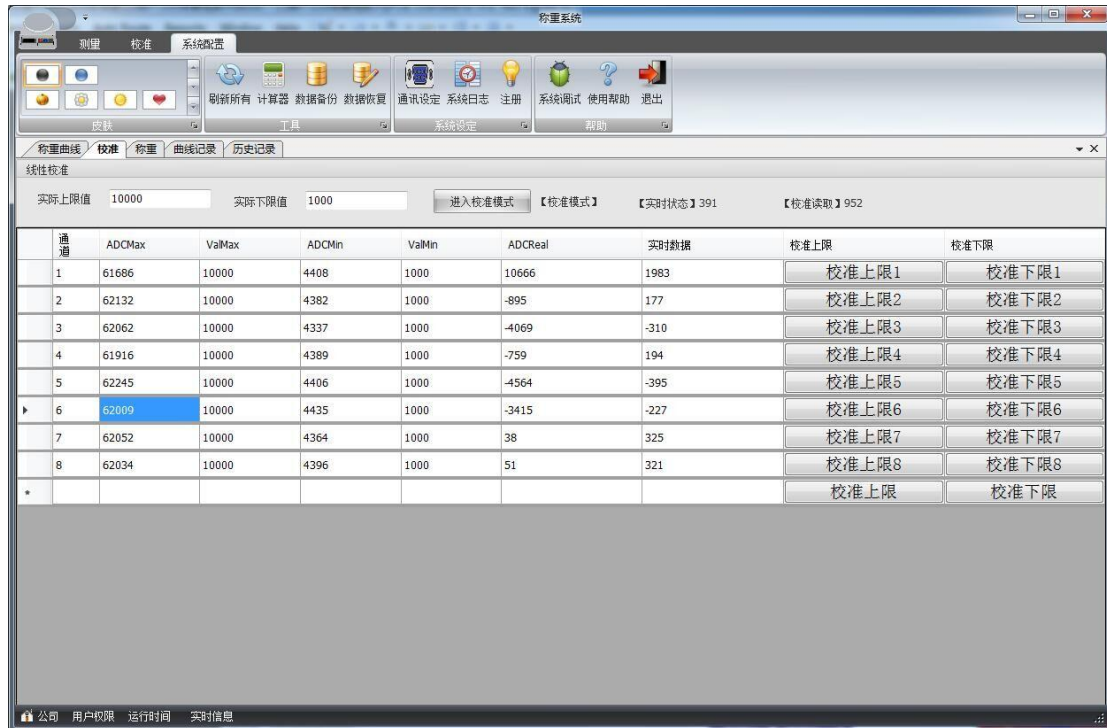 称重系统
测量 校准 系统配置
刷新所有 计算器 数据备份 数据恢复 通讯设定 系统日志 注册 系统调试 使用帮助 退出
皮肤 工具 系统设定 帮助
称重曲线 校准 称重 曲线记录 历史记录
线性校准
实际上限值 10000 实际下限值 1000 进入校准模式 【校准模式】 【实时状态】391 【校准读取】952
通道 ADCMax ValMax ADCMin ValMin ADCReal 实时数据 校准上限 校准下限
1 61686 10000 4408 1000 10666 1983 校准上限1 校准下限1
2 62132 10000 4382 1000 -895 177 校准上限2 校准下限2
3 62062 10000 4337 1000 -4069 -310 校准上限3 校准下限3
4 61916 10000 4389 1000 -759 194 校准上限4 校准下限4
5 62245 10000 4406 1000 -4564 -395 校准上限5 校准下限5
6 62009 10000 4435 1000 -3415 -227 校准上限6 校准下限6
7 62052 10000 4364 1000 38 325 校准上限7 校准下限7
8 62034 10000 4396 1000 51 321 校准上限8 校准下限8
校准上限 校准下限
公司 用户权限 运行时间 实时信息